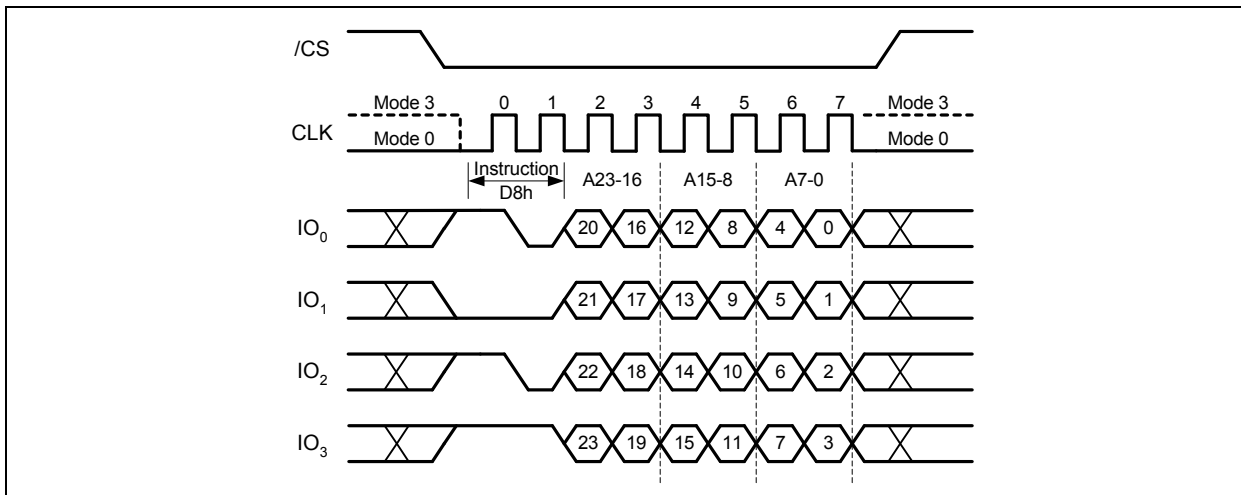 /CS
Mode 3 0 1 2 3 4 5 6 7 Mode 3
CLK
Mode 0 Mode 0
Instruction
D8h
A23-16 A15-8 A7-0
IO0 20 16 12 8 4 0
IO1 21 17 13 9 5 1
IO2 22 18 14 10 6 2
IO3 23 19 15 11 7 3